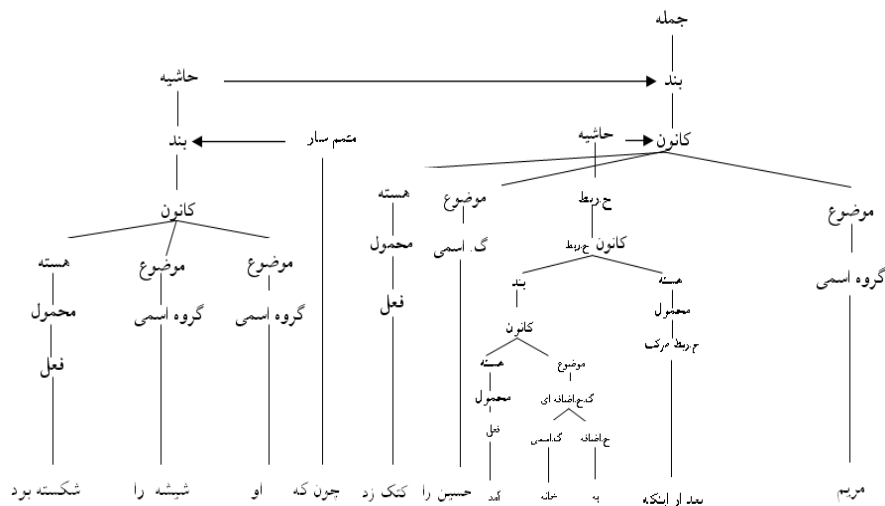 جمله
حاشیه
بند
بند
متمم ساز
حاشیه
کانون
هسته
موضوع
ح.ربط
موضوع
کانون
گ. اسمی
کانون ح.ربط
گروه اسمی
هسته
موضوع
موضوع
محمول
بند
هسته
محمول
گروه اسمی
گروه اسمی
فعل
کانون
محمول
ح.ربط مرکب
فعل
هسته
موضوع
محمول
گ.ح.اضافه ای
فعل
گ.اسمی
ح.اضافه
مریم بعد از اینکه به خانه آمد حسین را کتک زد چون که او شیشه را شکسته بود